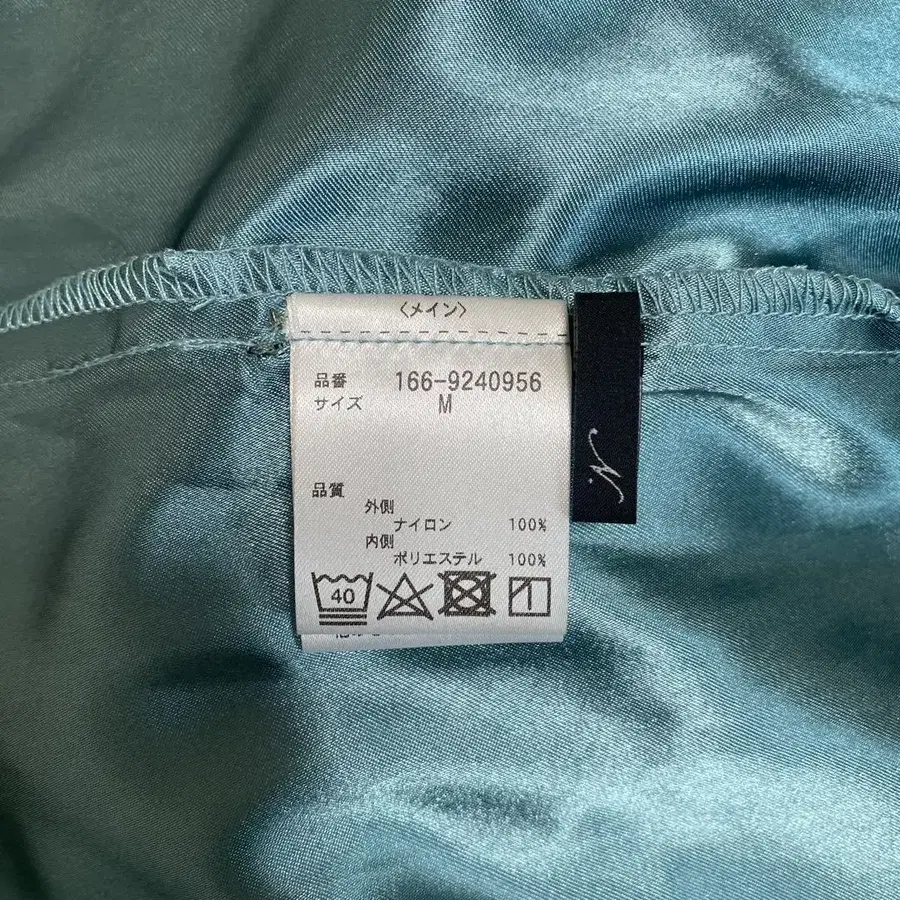 〈メイン〉
品番 166-9240956
サイズ M
品質
外側
ナイロン 100%
内側
ポリエステル 100%
40